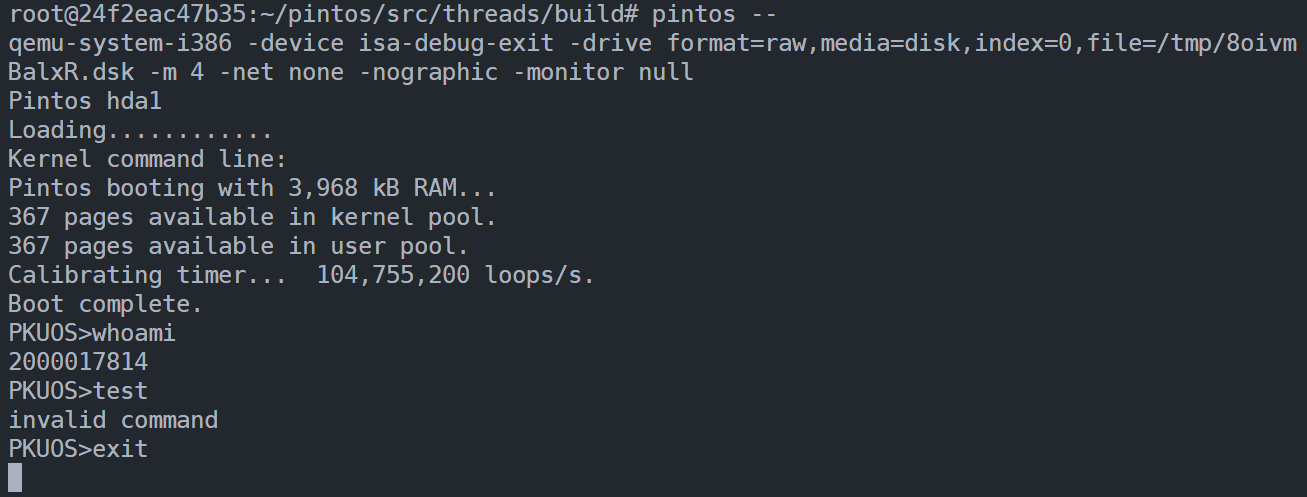 root@24f2eac47b35:~/pintos/src/threads/build# pintos --
qemu-system-i386 -device isa-debug-exit -drive format=raw,media=disk,index=0,file=/tmp/8oivm
BalxR.dsk -m 4 -net none -nographic -monitor null
Pintos hda1
Loading............
Kernel command line:
Pintos booting with 3,968 kB RAM...
367 pages available in kernel pool.
367 pages available in user pool.
Calibrating timer...  104,755,200 loops/s.
Boot complete.
PKUOS>whoami
2000017814
PKUOS>test
invalid command
PKUOS>exit